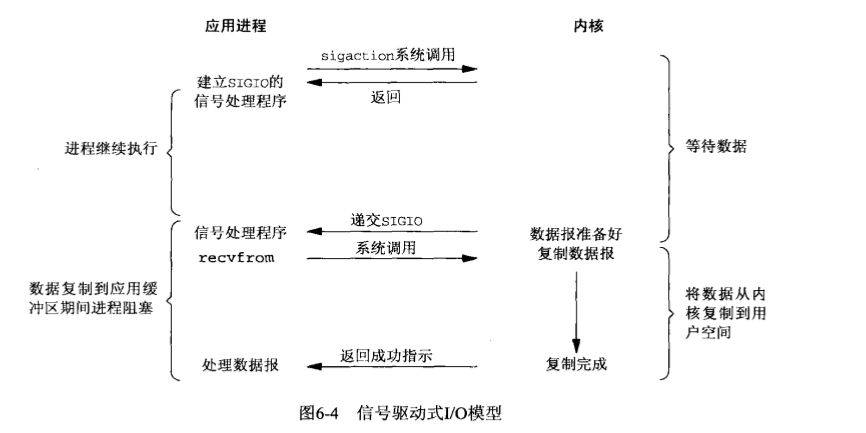 应用进程
内核
sigaction系统调用
建立SIGIO的
信号处理程序
返回
进程继续执行
等待数据
递交SIGIO
信号处理程序
数据报准备好
系统调用
recvfrom
复制数据报
数据复制到应用缓
冲区期间进程阻塞
将数据从内
核复制到用
户空间
返回成功指示
处理数据报
复制完成
图6-4 信号驱动式I/O模型